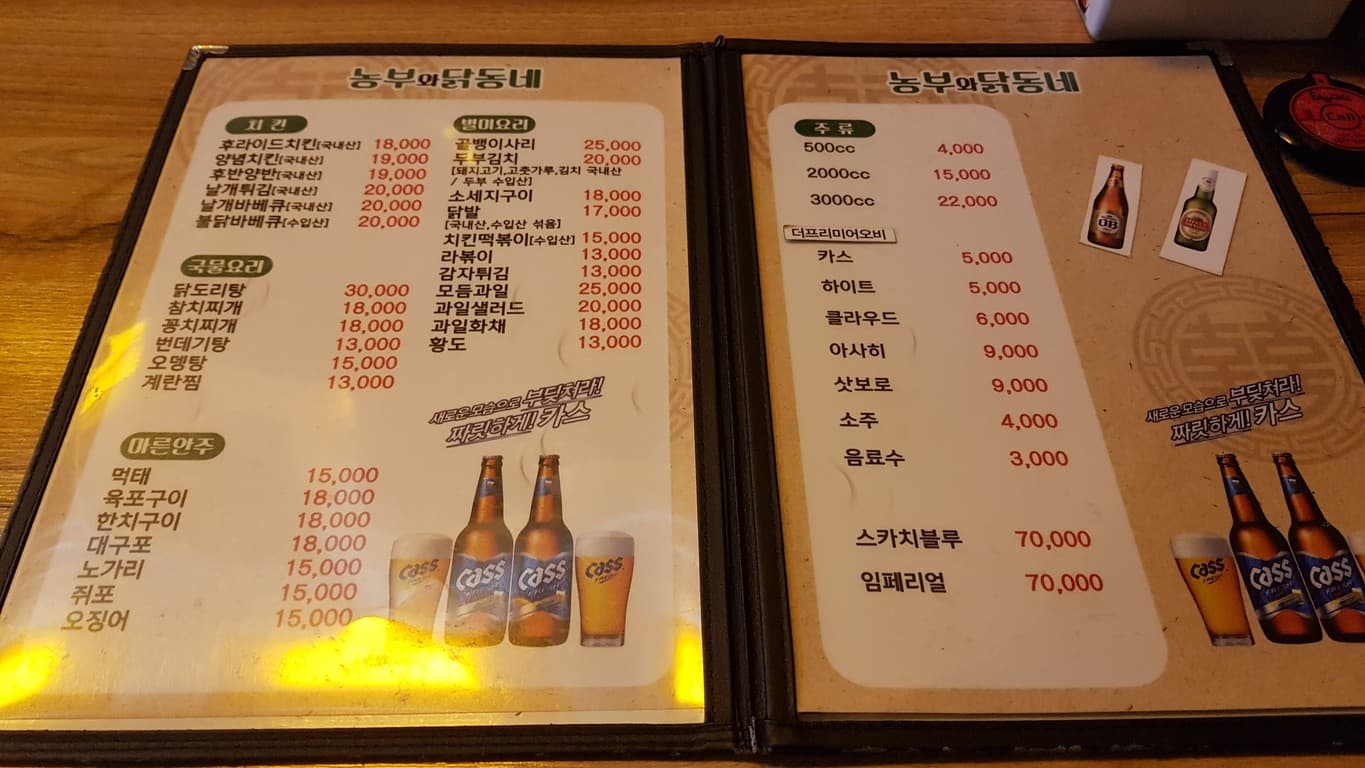 농부와닭동네
치 킨
후라이드치킨[국내산] 18,000
양념치킨[국내산] 19,000
후반양반[국내산] 19,000
날개튀김[국내산] 20,000
날개바베큐[국내산] 20,000
불닭바베큐[수입산] 20,000
국물요리
닭도리탕 30,000
참치찌개 18,000
꽁치찌개 18,000
번데기탕 13,000
오뎅탕 15,000
계란찜 13,000
마른안주
먹태 15,000
육포구이 18,000
한치구이 18,000
대구포 18,000
노가리 15,000
쥐포 15,000
오징어 15,000
별미요리
골뱅이사리 25,000
두부김치 20,000
[돼지고기,고춧가루,김치 국내산
/ 두부 수입산]
소세지구이 18,000
닭발 17,000
[국내산,수입산 섞음]
치킨떡볶이[수입산] 15,000
라볶이 13,000
감자튀김 13,000
모듬과일 25,000
과일샐러드 20,000
과일화채 18,000
황도 13,000
새로운 모습으로 부딪쳐라!
짜릿하게! 카스
cass
cass
cass
cass
농부와닭동네
주 류
500cc 4,000
2000cc 15,000
3000cc 22,000
더프리미어오비
카스 5,000
하이트 5,000
클라우드 6,000
아사히 9,000
삿보로 9,000
소주 4,000
음료수 3,000
스카치블루 70,000
임페리얼 70,000
OB
새로운 모습으로 부딪쳐라!
짜릿하게! 카스
cass
cass
cass
Call